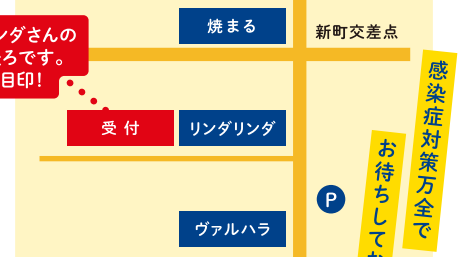 焼まる
新町交差点
ンダさんの
ろです。
目印！
受付
リンダリンダ
P
ヴァルハラ
感染症対策万全で
お待ちして